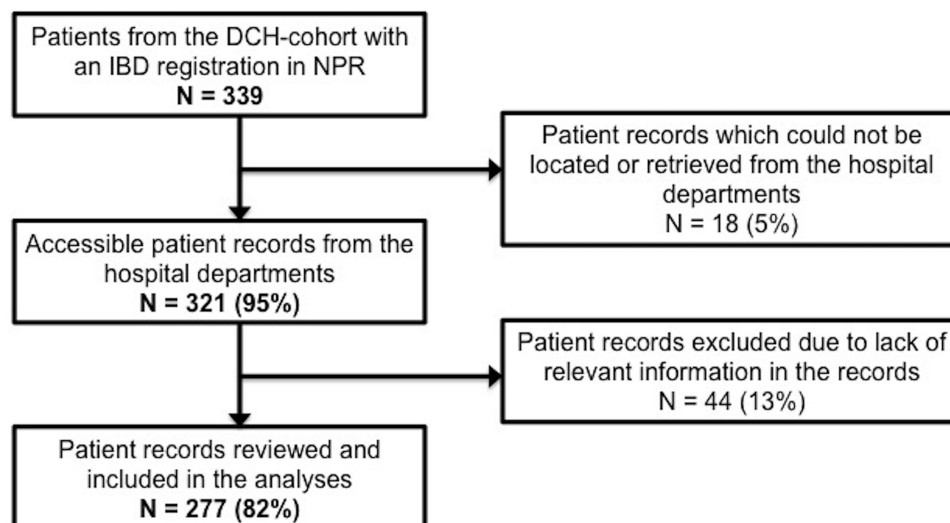 Patients from the DCH-cohort with
an IBD registration in NPR
N = 339
Patient records which could not be
located or retrieved from the hospital
departments
N = 18 (5%)
Accessible patient records from the
hospital departments
N = 321 (95%)
Patient records excluded due to lack of
relevant information in the records
N = 44 (13%)
Patient records reviewed and
included in the analyses
N = 277 (82%)